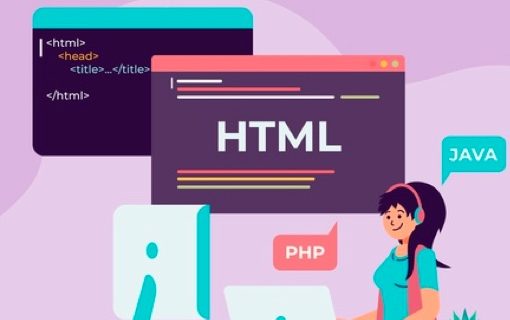 <html>
<head>
<title>...</title>
</html>
HTML
JAVA
PHP